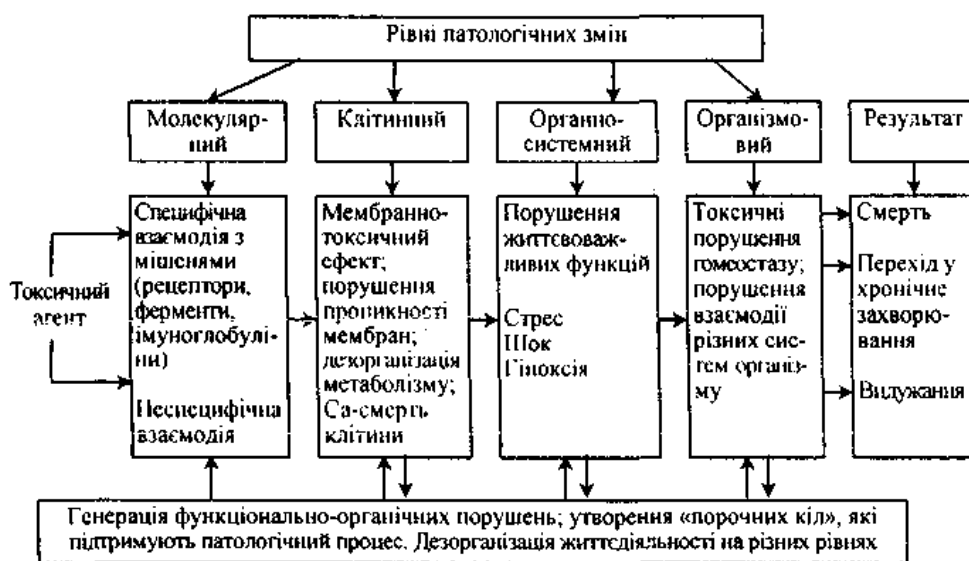 Рівні патологічних змін
Молекуляр-
ний
Клітинний
Органно-
системний
Організмо-
вий
Результат
Токсичний
агент
Специфічна
взаємодія з
мішенями
(рецептори,
ферменти,
імуноглобулі-
ни)
Неспецифічна
взаємодія
Мембранно-
токсичний
ефект;
порушення
проникності
мембран;
дезорганізація
метаболізму;
Са-смерть
клітини
Порушення
життєвоваж-
ливих функцій
Стрес
Шок
Гіпоксія
Токсичні
порушення
гомеостазу;
порушення
взаємодії
різних сис-
тем організ-
му
Смерть
Перехід у
хронічне
захворю-
вання
Видужання
Генерація функціонально-органічних порушень; утворення «порочних кіл», які
підтримують патологічний процес. Дезорганізація життєдіяльності на різних рівнях